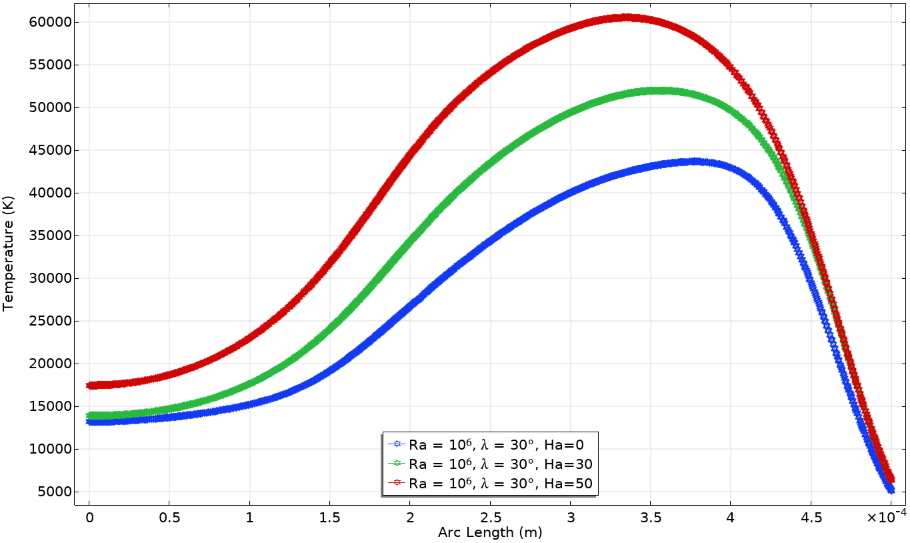 60000
55000
50000
45000
40000
35000
30000
25000
20000
15000
10000
5000
Temperature (K)
Ra = 10⁶, λ = 30°, Ha=0
Ra = 10⁶, λ = 30°, Ha=30
Ra = 10⁶, λ = 30°, Ha=50
0 0.5 1 1.5 2 2.5 3 3.5 4 4.5 ×10⁻⁴
Arc Length (m)